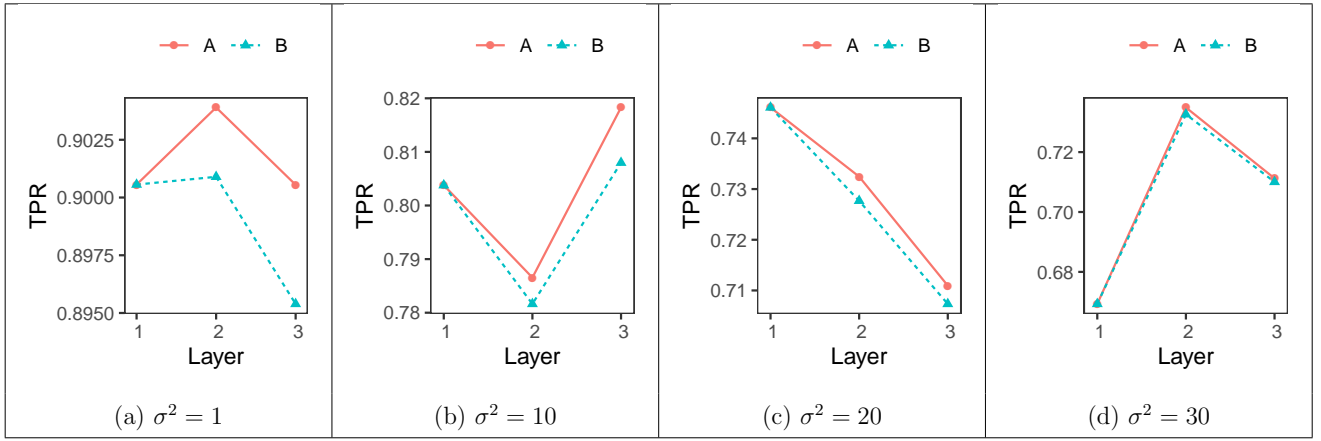 A B
TPR
0.9025
0.9000
0.8975
0.8950
1 2 3
Layer
(a) σ² = 1
A B
TPR
0.82
0.81
0.80
0.79
0.78
1 2 3
Layer
(b) σ² = 10
A B
TPR
0.74
0.73
0.72
0.71
1 2 3
Layer
(c) σ² = 20
A B
TPR
0.72
0.70
0.68
1 2 3
Layer
(d) σ² = 30